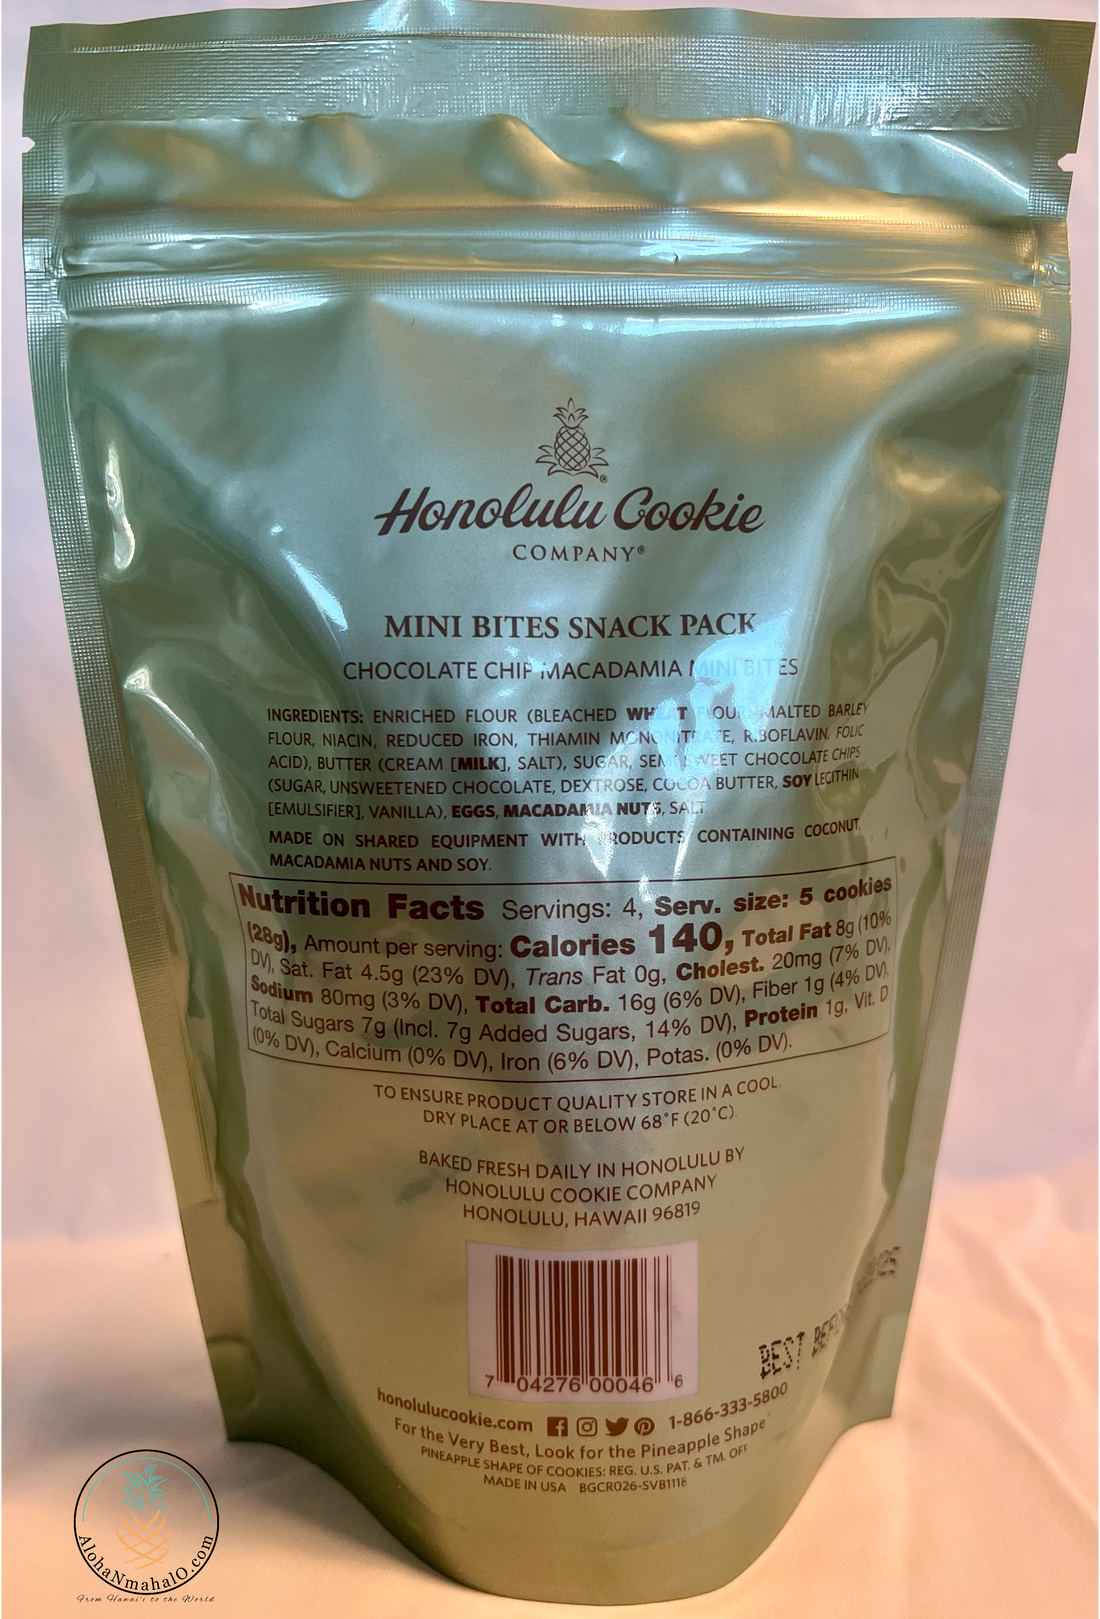 Honolulu Cookie
COMPANY®
MINI BITES SNACK PACK
CHOCOLATE CHIP MACADAMIA MINI BITES
INGREDIENTS: ENRICHED FLOUR (BLEACHED WHEAT FLOUR, MALTED BARLEY
FLOUR, NIACIN, REDUCED IRON, THIAMIN MONONITRATE, RIBOFLAVIN, FOLIC
ACID), BUTTER (CREAM [MILK], SALT), SUGAR, SEMISWEET CHOCOLATE CHIPS
(SUGAR, UNSWEETENED CHOCOLATE, DEXTROSE, COCOA BUTTER, SOY LECITHIN
[EMULSIFIER], VANILLA), EGGS, MACADAMIA NUTS, SALT.
MADE ON SHARED EQUIPMENT WITH PRODUCTS CONTAINING COCONUT,
MACADAMIA NUTS AND SOY.
Nutrition Facts Servings: 4, Serv. size: 5 cookies
(28g), Amount per serving: Calories 140, Total Fat 8g (10%
DV), Sat. Fat 4.5g (23% DV), Trans Fat 0g, Cholest. 20mg (7% DV),
Sodium 80mg (3% DV), Total Carb. 16g (6% DV), Fiber 1g (4% DV),
Total Sugars 7g (Incl. 7g Added Sugars, 14% DV), Protein 1g, Vit. D
(0% DV), Calcium (0% DV), Iron (6% DV), Potas. (0% DV).
TO ENSURE PRODUCT QUALITY STORE IN A COOL,
DRY PLACE AT OR BELOW 68°F (20°C).
BAKED FRESH DAILY IN HONOLULU BY
HONOLULU COOKIE COMPANY
HONOLULU, HAWAII 96819
7 04276 00046 6
BEST
honolulucookie.com 1-866-333-5800
For the Very Best, Look for the Pineapple Shape®
PINEAPPLE SHAPE OF COOKIES: REG. U.S. PAT. & TM. OFF.
MADE IN USA BGCR026-SVB1118
AlohaNmahalO.com
From Hawai'i to the World